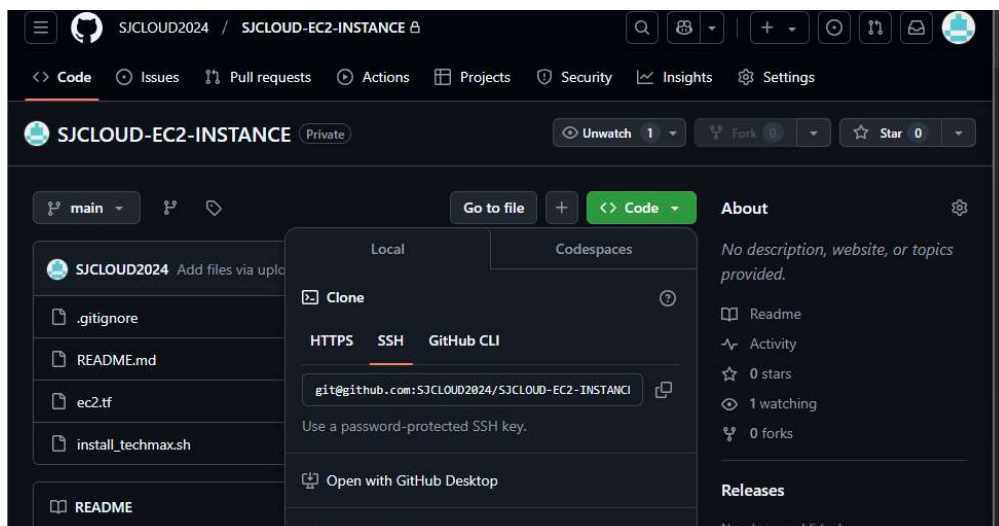 SJCLOUD2024 / SJCLOUD-EC2-INSTANCE
Code Issues Pull requests Actions Projects Security Insights Settings
SJCLOUD-EC2-INSTANCE Private Unwatch 1 Fork 0 Star 0
main Go to file Code About
Local Codespaces
No description, website, or topics
provided.
SJCLOUD2024 Add files via uplo
Clone
.gitignore
Readme
HTTPS SSH GitHub CLI
Activity
README.md
0 stars
git@github.com:SJCLOUD2024/SJCLOUD-EC2-INSTANCE
ec2.tf
1 watching
Use a password-protected SSH key.
0 forks
install_techmax.sh
Open with GitHub Desktop
Releases
README